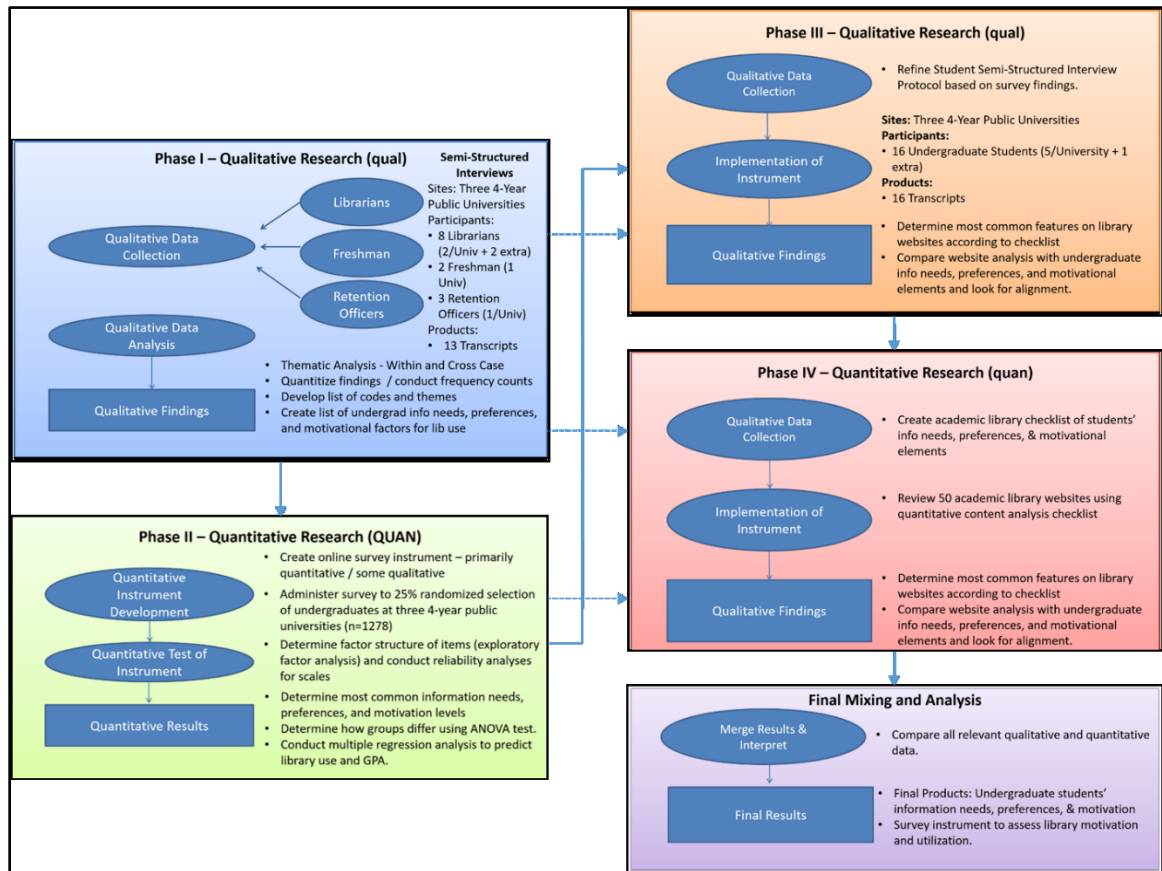 Phase I – Qualitative Research (qual)
Semi-Structured
Interviews
Sites: Three 4-Year
Public Universities
Participants:
• 8 Librarians
(2/Univ + 2 extra)
• 2 Freshman (1
Univ)
• 3 Retention
Officers (1/Univ)
Products:
• 13 Transcripts
Librarians
Freshman
Retention
Officers
Qualitative Data
Collection
Qualitative Data
Analysis
Qualitative Findings
• Thematic Analysis - Within and Cross Case
• Quantitize findings / conduct frequency counts
• Develop list of codes and themes
• Create list of undergrad info needs, preferences,
and motivational factors for lib use
Phase II – Quantitative Research (QUAN)
Quantitative
Instrument
Development
Quantitative Test of
Instrument
Quantitative Results
• Create online survey instrument – primarily
quantitative / some qualitative
• Administer survey to 25% randomized selection
of undergraduates at three 4-year public
universities (n=1278)
• Determine factor structure of items (exploratory
factor analysis) and conduct reliability analyses
for scales
• Determine most common information needs,
preferences, and motivation levels
• Determine how groups differ using ANOVA test.
• Conduct multiple regression analysis to predict
library use and GPA.
Phase III – Qualitative Research (qual)
Qualitative Data
Collection
Implementation of
Instrument
Qualitative Findings
• Refine Student Semi-Structured Interview
Protocol based on survey findings.
Sites: Three 4-Year Public Universities
Participants:
• 16 Undergraduate Students (5/University + 1
extra)
Products:
• 16 Transcripts
• Determine most common features on library
websites according to checklist
• Compare website analysis with undergraduate
info needs, preferences, and motivational
elements and look for alignment.
Phase IV – Quantitative Research (quan)
Qualitative Data
Collection
Implementation of
Instrument
Qualitative Findings
• Create academic library checklist of students’
info needs, preferences, & motivational
elements
• Review 50 academic library websites using
quantitative content analysis checklist
• Determine most common features on library
websites according to checklist
• Compare website analysis with undergraduate
info needs, preferences, and motivational
elements and look for alignment.
Final Mixing and Analysis
Merge Results &
Interpret
Final Results
• Compare all relevant qualitative and quantitative
data.
• Final Products: Undergraduate students’
information needs, preferences, & motivation
• Survey instrument to assess library motivation
and utilization.